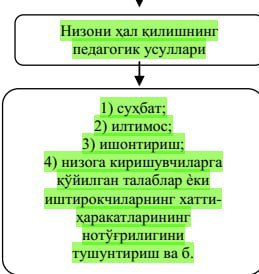 Низони ҳал қилишнинг
педагогик усуллари
1) суҳбат;
2) илтимос;
3) ишонтириш;
4) низога киришувчиларга
қўйилган талаблар ѐки
иштирокчиларнинг хатти-
ҳаракатларининг
нотўғрилигини
тушунтириш ва б.